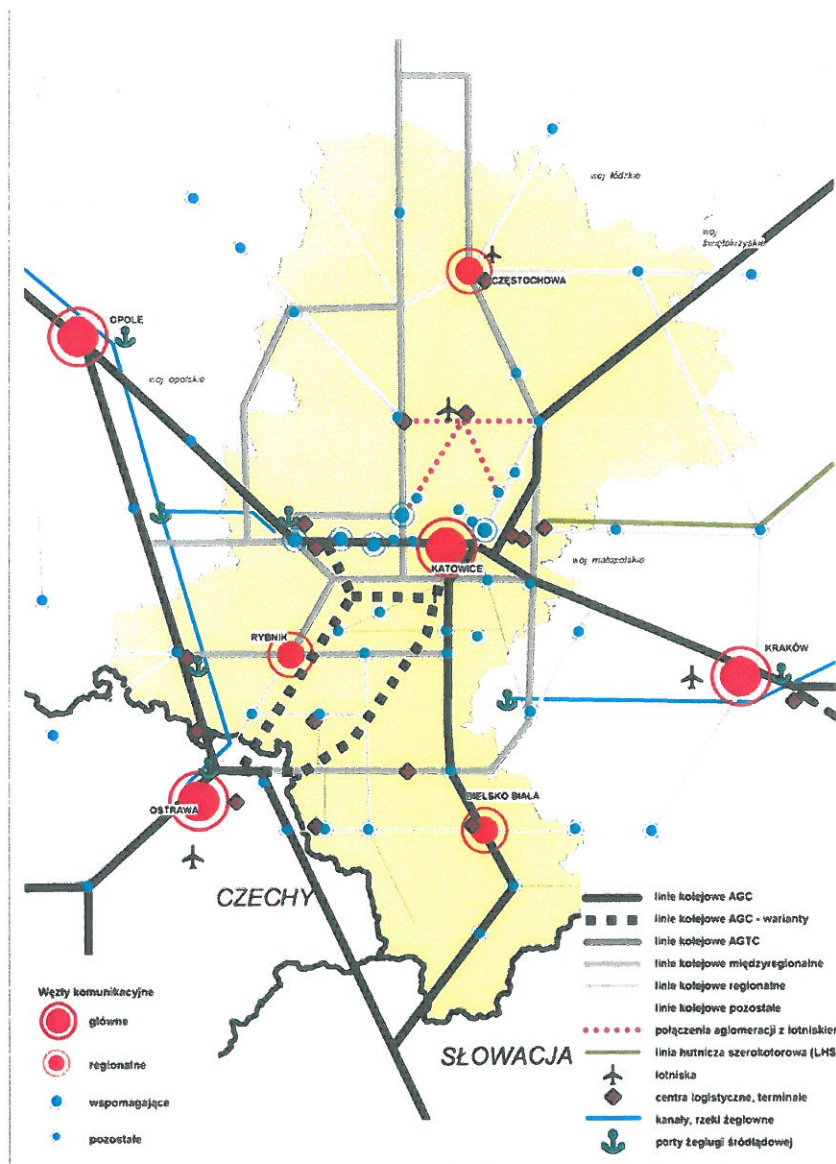 woj łódzkie
woj
świętokrzyskie
CZĘSTOCHOWA
OPOLE
woj opolskie
KATOWICE
woj małopolskie
RYBNIK
KRAKÓW
OSTRAWA
BIELSKO BIAŁA
CZECHY
SŁOWACJA
Węzły komunikacyjne
główne
regionalne
wspomagające
pozostałe
linie kolejowe AGC
linie kolejowe AGC - warianty
linie kolejowe AGTC
linie kolejowe międzyregionalne
linie kolejowe regionalne
linie kolejowe pozostałe
połączenia aglomeracji z lotniskiem
linia hutnicza szerokotorowa (LHS
lotniska
centra logistyczne, terminale
kanały, rzeki żeglowne
porty żeglugi śródlądowej